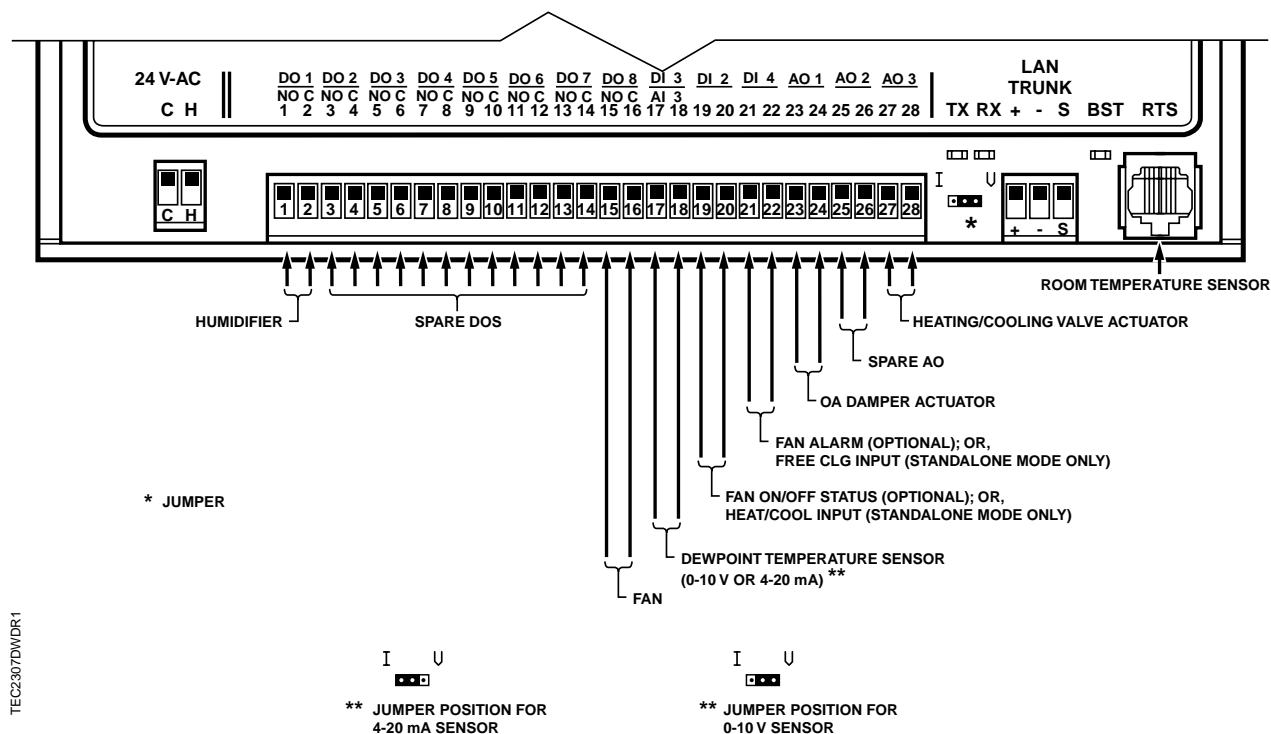 24 V-AC
C H
DO 1 DO 2 DO 3 DO 4 DO 5 DO 6 DO 7 DO 8 DI 3 DI 2 DI 4 AO 1 AO 2 AO 3
NO C NO C NO C NO C NO C NO C NO C NO C AI 3
1 2 3 4 5 6 7 8 9 10 11 12 13 14 15 16 17 18 19 20 21 22 23 24 25 26 27 28
LAN
TRUNK
TX RX + - S BST RTS
I U
C H
1 2 3 4 5 6 7 8 9 10 11 12 13 14 15 16 17 18 19 20 21 22 23 24 25 26 27 28
*
+ - S
HUMIDIFIER
SPARE DOS
HEATING/COOLING VALVE ACTUATOR
ROOM TEMPERATURE SENSOR
SPARE AO
OA DAMPER ACTUATOR
FAN ALARM (OPTIONAL); OR,
FREE CLG INPUT (STANDALONE MODE ONLY)
* JUMPER
FAN ON/OFF STATUS (OPTIONAL); OR,
HEAT/COOL INPUT (STANDALONE MODE ONLY)
DEWPOINT TEMPERATURE SENSOR
(0-10 V OR 4-20 mA) **
FAN
TEC2307DWDR1
I U
** JUMPER POSITION FOR
4-20 mA SENSOR
I U
** JUMPER POSITION FOR
0-10 V SENSOR